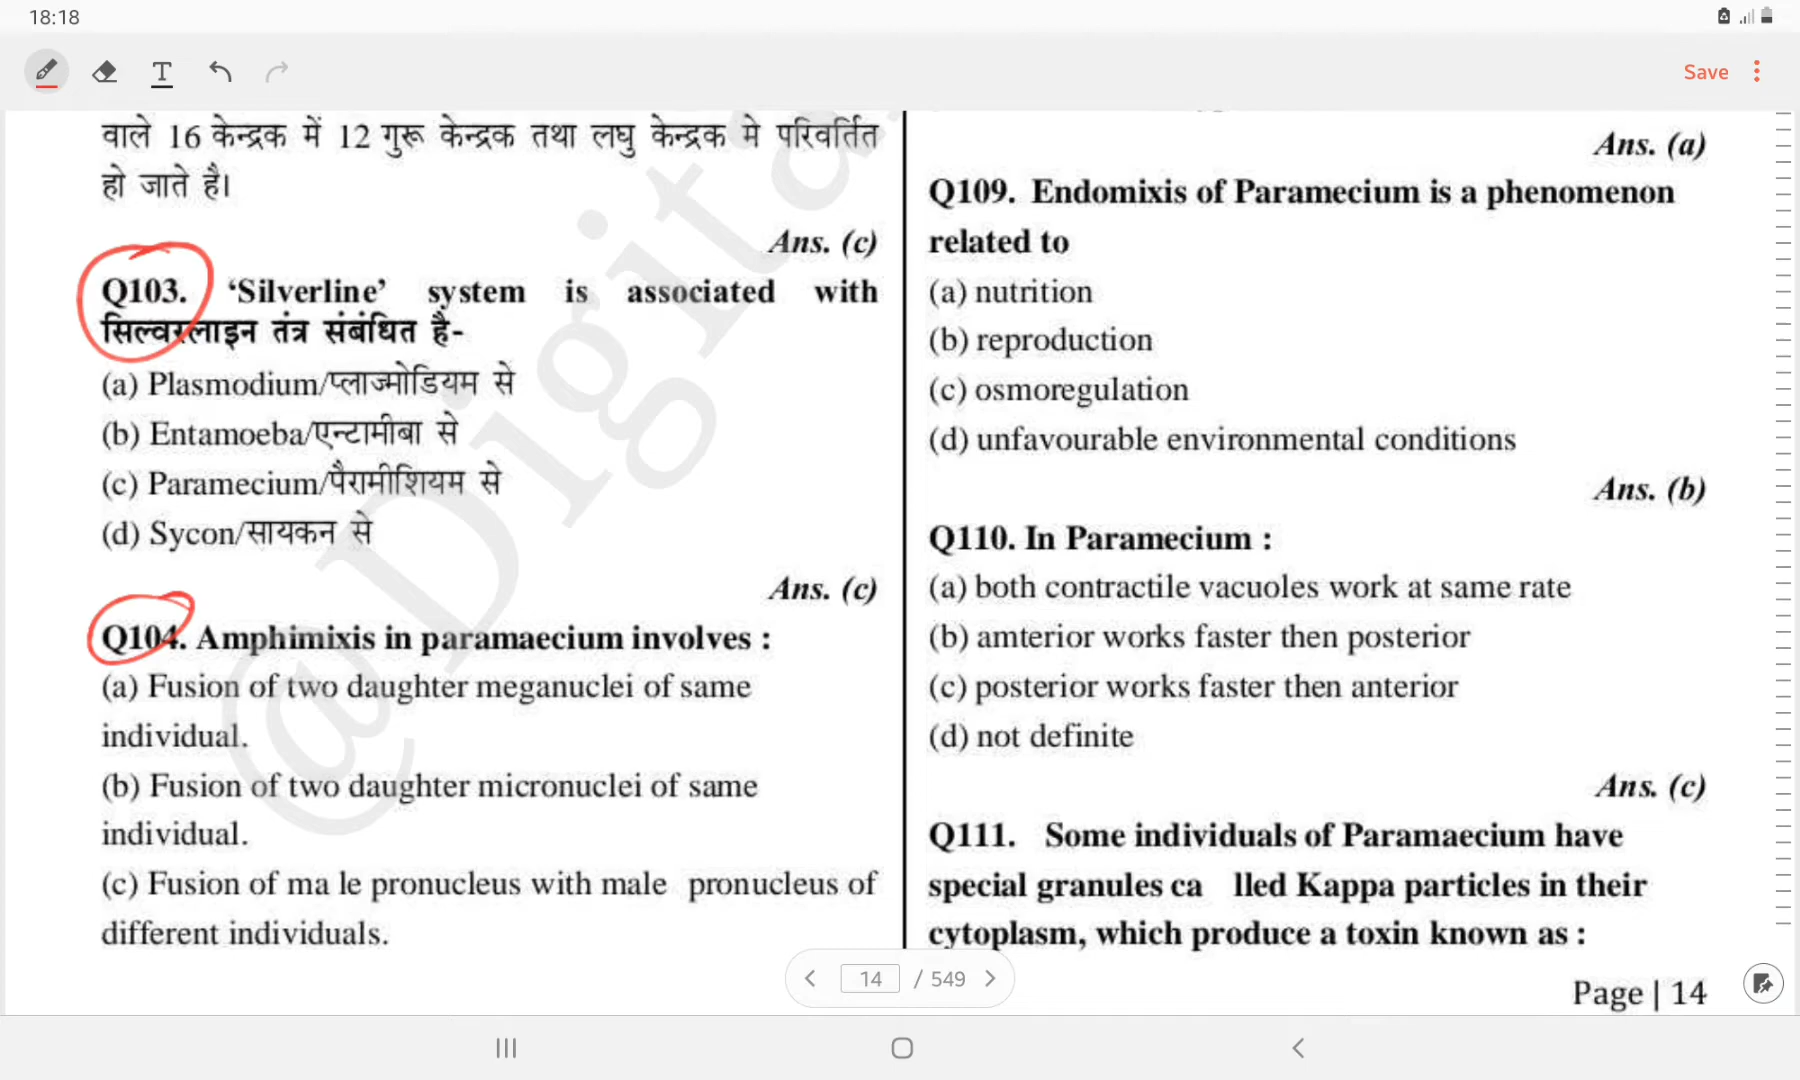 18:18
T
Save
वाले 16 केन्द्रक में 12 गुरू केन्द्रक तथा लघु केन्द्रक मे परिवर्तित
हो जाते है।
Ans. (c)
Q103. ‘Silverline’ system is associated with
सिल्वरलाइन तंत्र संबंधित है-
(a) Plasmodium/प्लाज्मोडियम से
(b) Entamoeba/एन्टामीबा से
(c) Paramecium/पैरामीशियम से
(d) Sycon/सायकन से
Ans. (c)
Q104. Amphimixis in paramaecium involves :
(a) Fusion of two daughter meganuclei of same
individual.
(b) Fusion of two daughter micronuclei of same
individual.
(c) Fusion of ma le pronucleus with male pronucleus of
different individuals.
Ans. (a)
Q109. Endomixis of Paramecium is a phenomenon
related to
(a) nutrition
(b) reproduction
(c) osmoregulation
(d) unfavourable environmental conditions
Ans. (b)
Q110. In Paramecium :
(a) both contractile vacuoles work at same rate
(b) amterior works faster then posterior
(c) posterior works faster then anterior
(d) not definite
Ans. (c)
Q111. Some individuals of Paramaecium have
special granules ca lled Kappa particles in their
cytoplasm, which produce a toxin known as :
Page | 14
14 / 549
@Digita